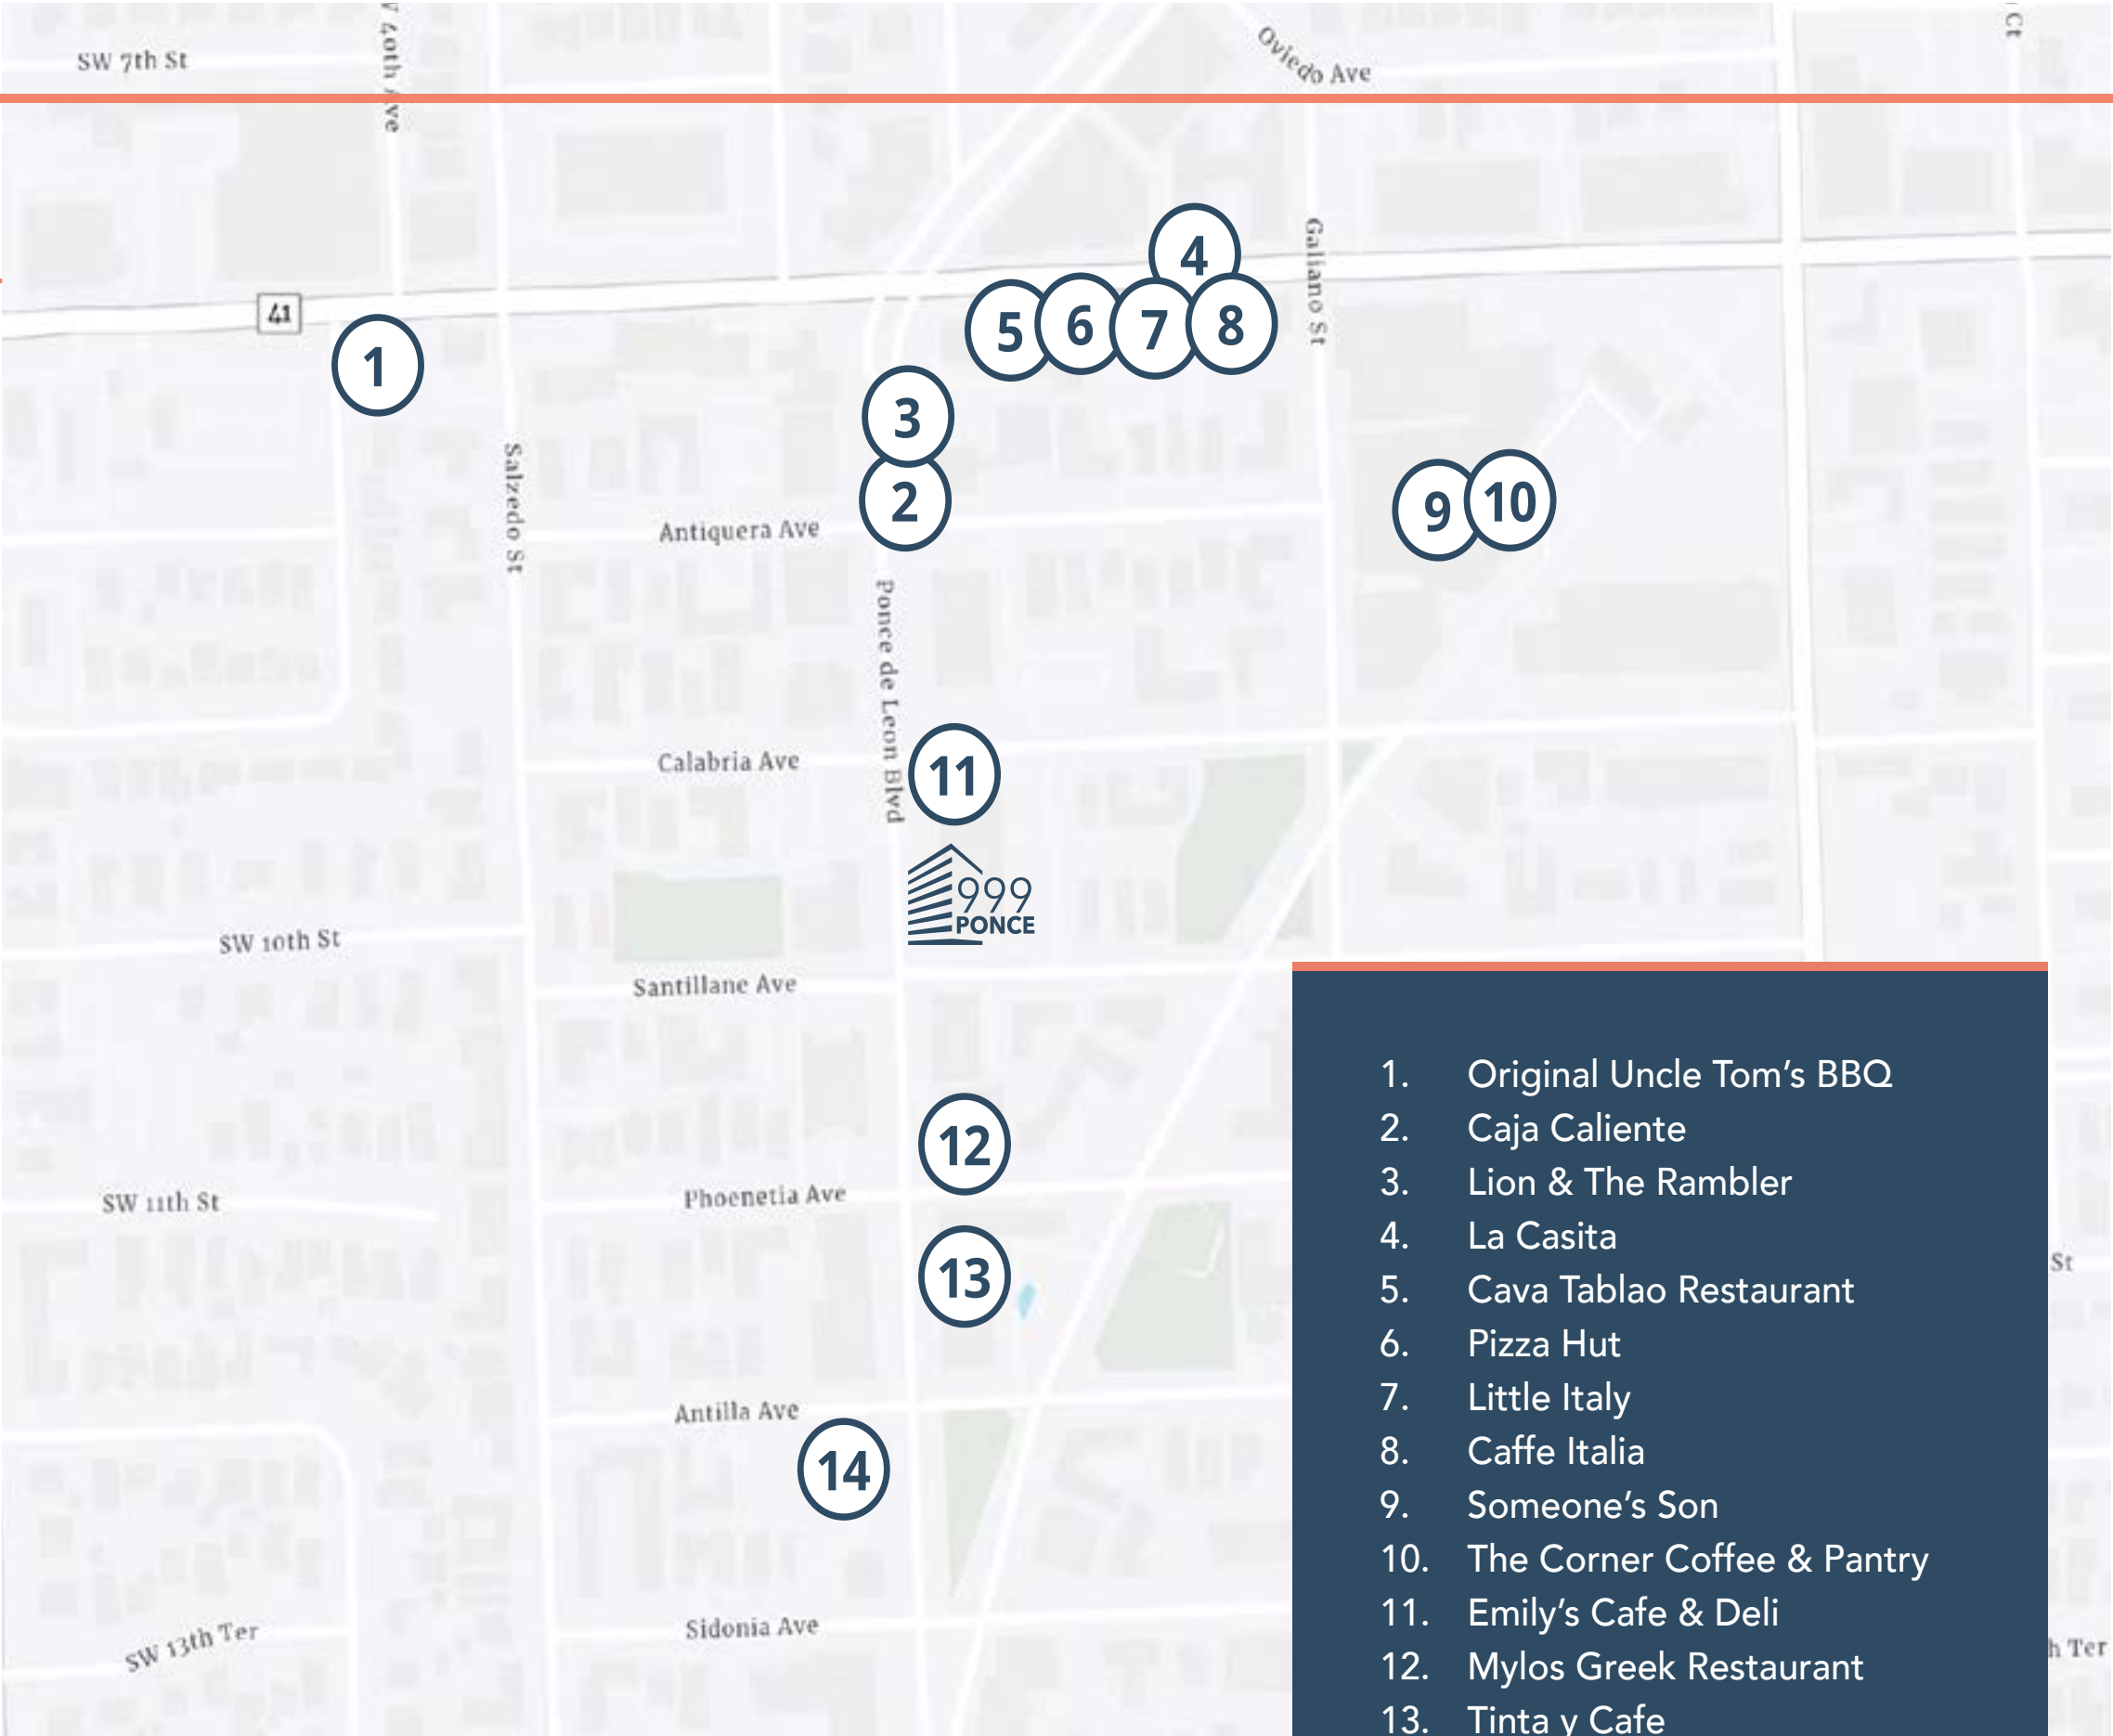 SW 7th St
Oviedo Ave
Ct
41
4
5
6
7
8
Galiano St
1
3
2
9
10
Salzedo St
Antiquera Ave
Ponce de Leon Blvd
Calabria Ave
11
999
PONCE
SW 10th St
Santillane Ave
12
SW 11th St
Phoenetia Ave
13
St
Antilla Ave
14
SW 13th Ter
Sidonia Ave
Ter
1. Original Uncle Tom’s BBQ
2. Caja Caliente
3. Lion & The Rambler
4. La Casita
5. Cava Tablao Restaurant
6. Pizza Hut
7. Little Italy
8. Caffe Italia
9. Someone’s Son
10. The Corner Coffee & Pantry
11. Emily’s Cafe & Deli
12. Mylos Greek Restaurant
13. Tinta y Cafe